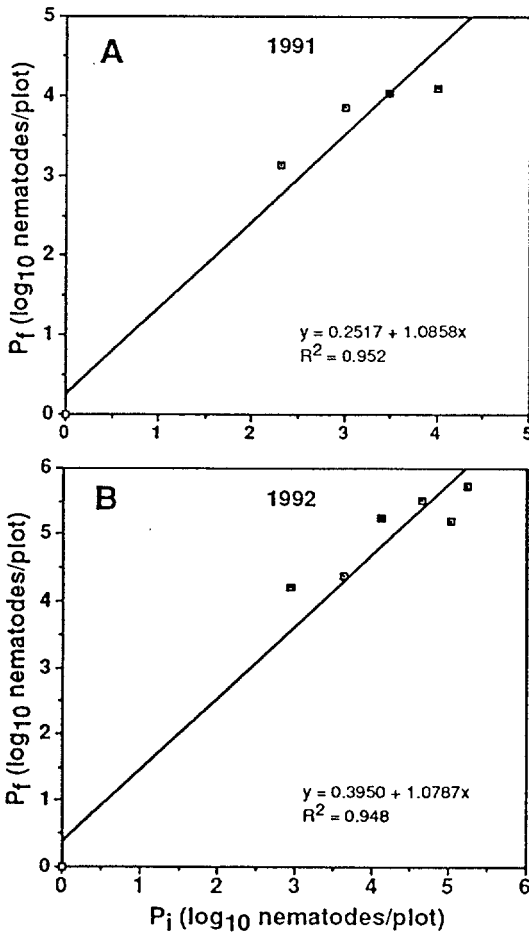 A
1991
5
4
3
2
1
0
Pf (log10 nematodes/plot)
y = 0.2517 + 1.0858x
R2 = 0.952
0 1 2 3 4 5
B
1992
6
5
4
3
2
1
0
Pf (log10 nematodes/plot)
y = 0.3950 + 1.0787x
R2 = 0.948
0 1 2 3 4 5 6
Pi (log10 nematodes/plot)